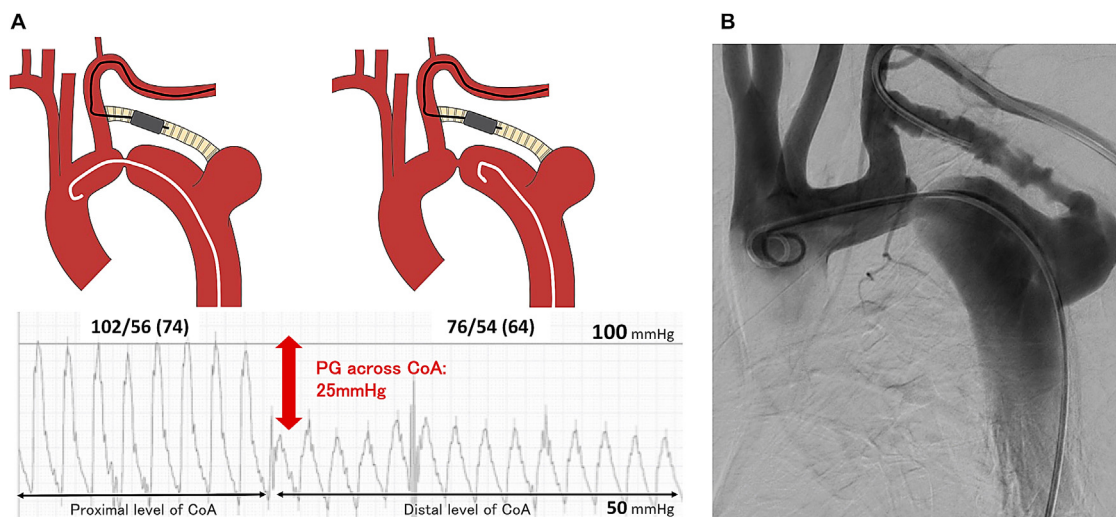 A
B
102/56 (74)
76/54 (64)
100 mmHg
PG across CoA:
25mmHg
Proximal level of CoA
Distal level of CoA
50 mmHg